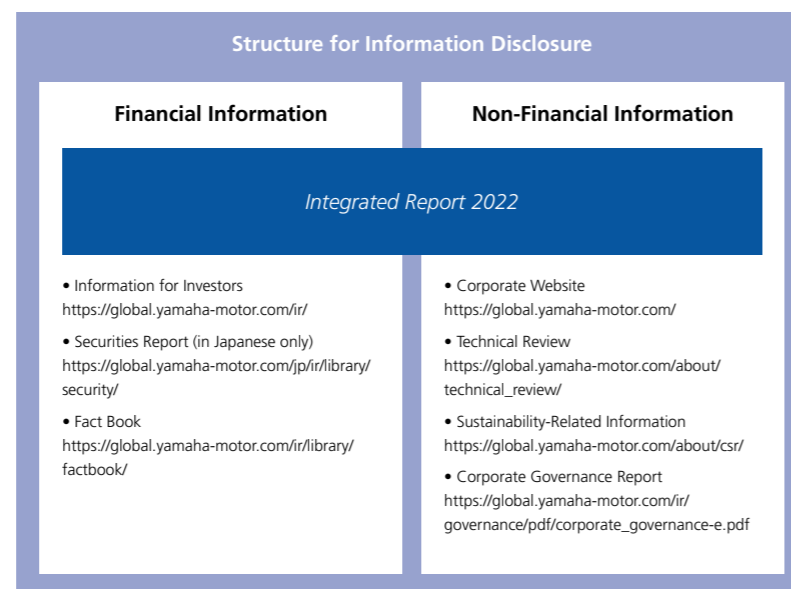 Structure for Information Disclosure
Financial Information
Non-Financial Information
Integrated Report 2022
• Information for Investors
https://global.yamaha-motor.com/ir/
• Securities Report (in Japanese only)
https://global.yamaha-motor.com/jp/ir/library/
security/
• Fact Book
https://global.yamaha-motor.com/ir/library/
factbook/
• Corporate Website
https://global.yamaha-motor.com/
• Technical Review
https://global.yamaha-motor.com/about/
technical_review/
• Sustainability-Related Information
https://global.yamaha-motor.com/about/csr/
• Corporate Governance Report
https://global.yamaha-motor.com/ir/
governance/pdf/corporate_governance-e.pdf